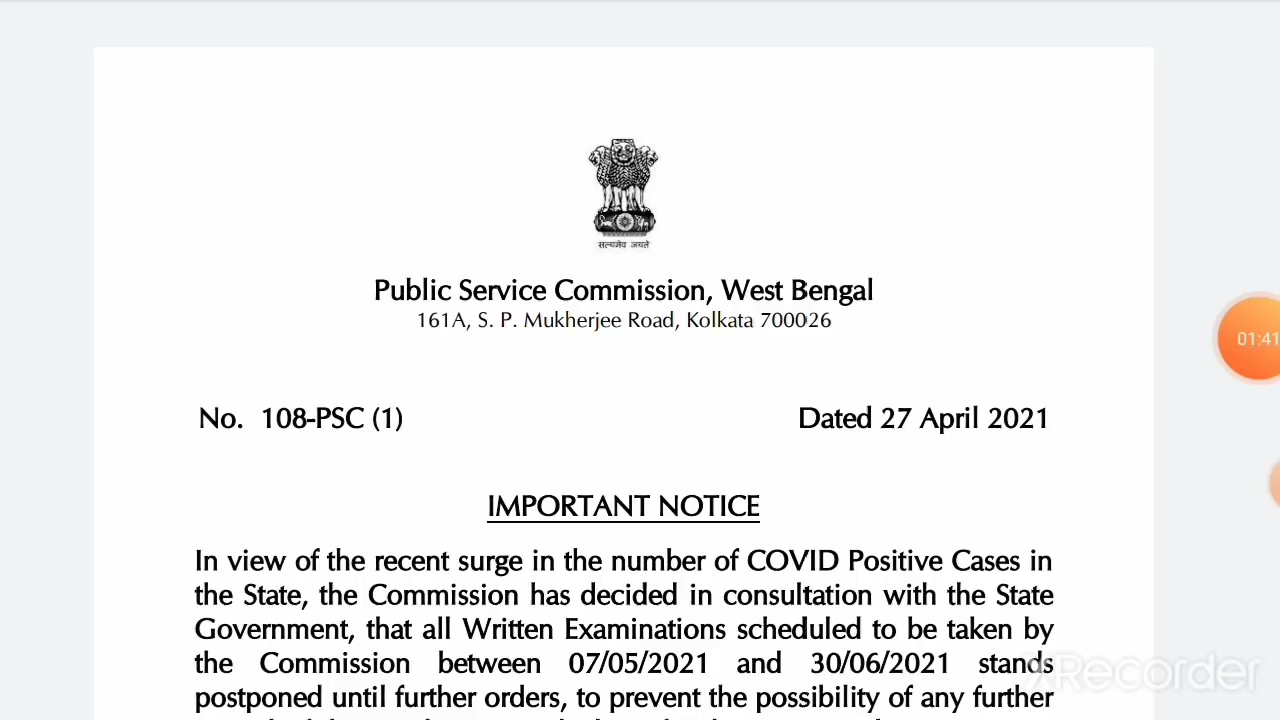 सत्यमेव जयते
Public Service Commission, West Bengal
161A, S. P. Mukherjee Road, Kolkata 700026
01:41
No. 108-PSC (1)
Dated 27 April 2021
IMPORTANT NOTICE
In view of the recent surge in the number of COVID Positive Cases in
the State, the Commission has decided in consultation with the State
Government, that all Written Examinations scheduled to be taken by
the Commission between 07/05/2021 and 30/06/2021 stands
postponed until further orders, to prevent the possibility of any further
XRecorder